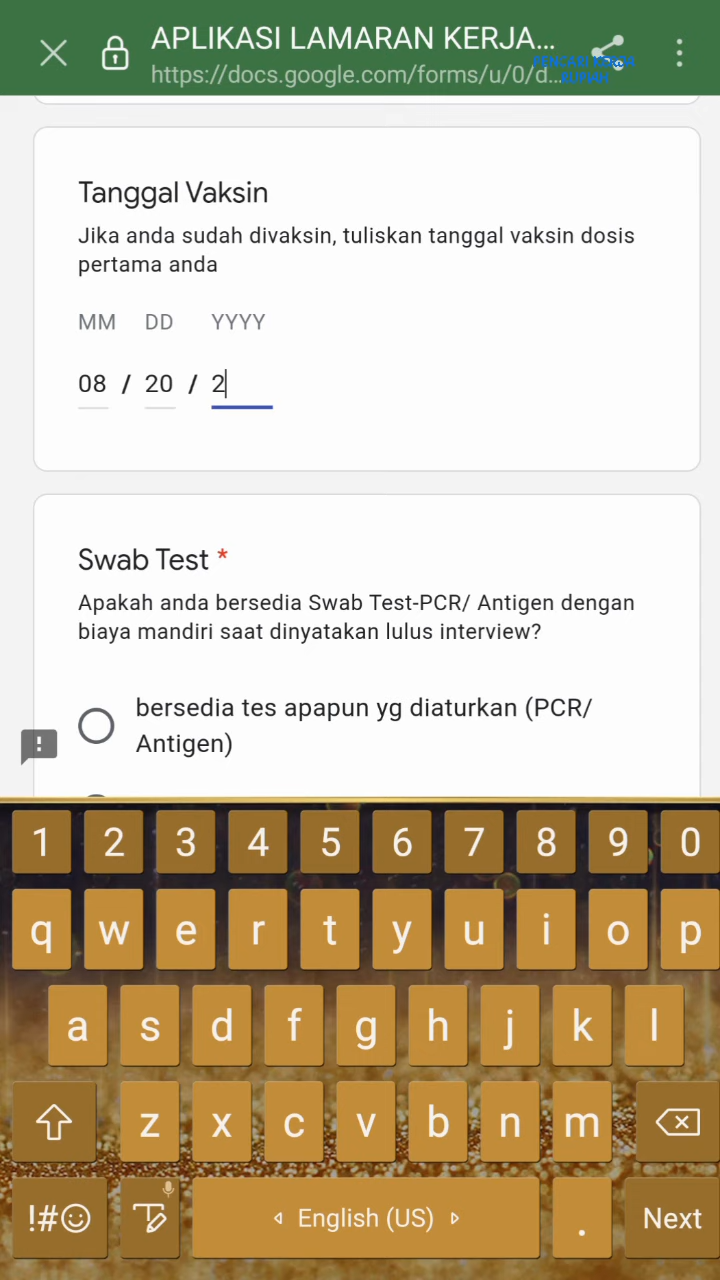 APLIKASI LAMARAN KERJA...
https://docs.google.com/forms/u/0/d...
PENCARI KERJA
RUPIAH
Tanggal Vaksin
Jika anda sudah divaksin, tuliskan tanggal vaksin dosis
pertama anda
MM DD YYYY
08 / 20 / 2
Swab Test *
Apakah anda bersedia Swab Test-PCR/ Antigen dengan
biaya mandiri saat dinyatakan lulus interview?
bersedia tes apapun yg diaturkan (PCR/
Antigen)
1 2 3 4 5 6 7 8 9 0
q w e r t y u i o p
a s d f g h j k l
z x c v b n m
!#☺ T English (US) . Next